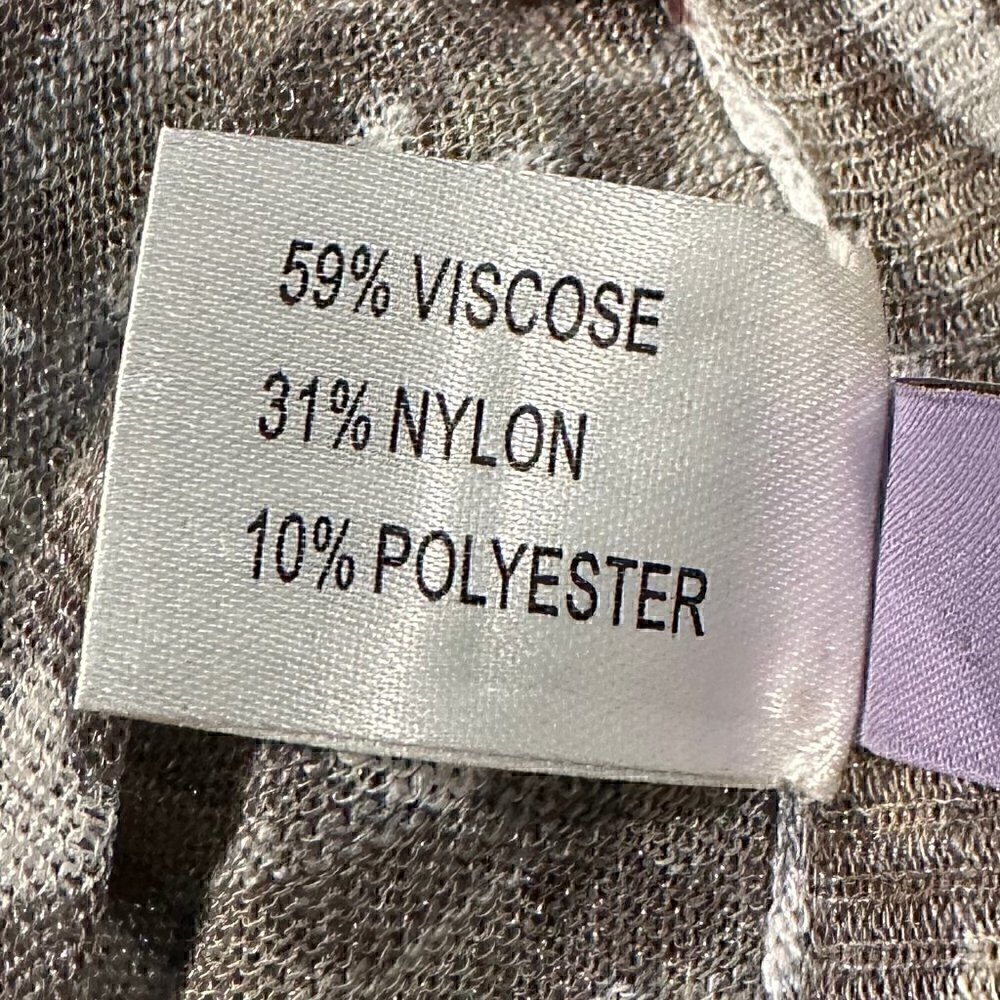 59% VISCOSE
31% NYLON
10% POLYESTER